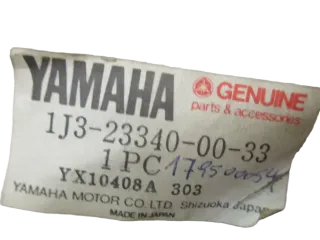 YAMAHA
GENUINE
parts & accessories
1J3-23340-00-33
1 PC
YX10408A 303
YAMAHA MOTOR CO. LTD. Shizuoka Japan
MADE IN JAPAN